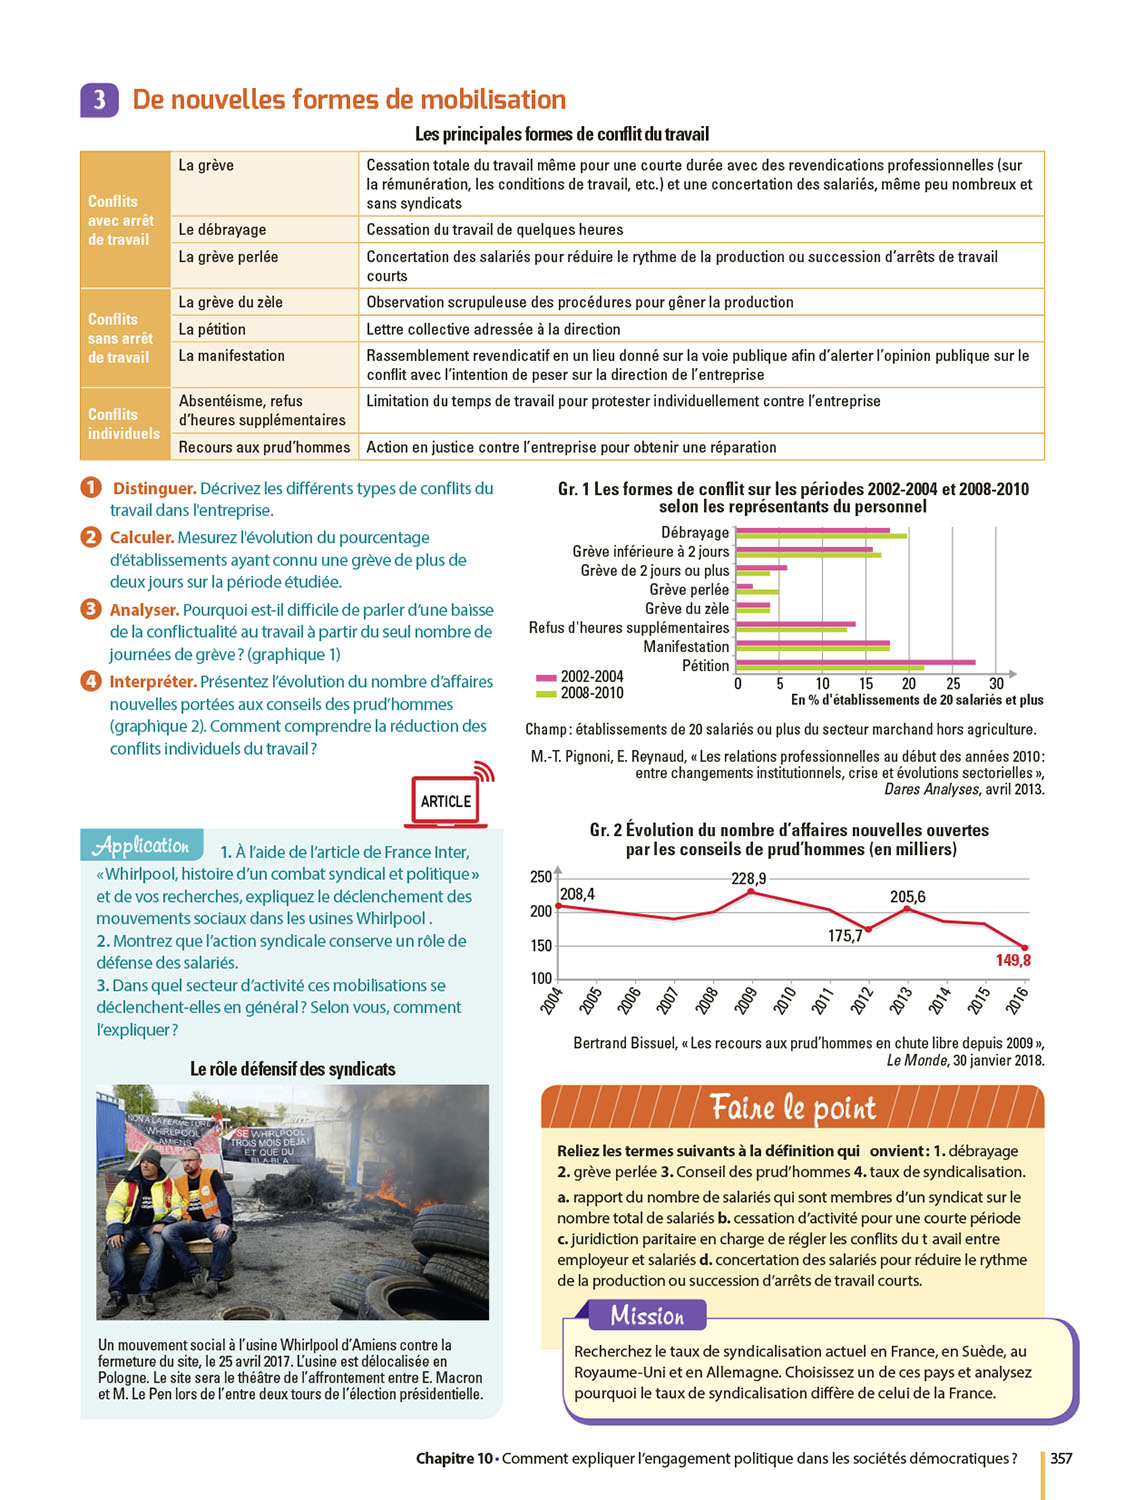 3 De nouvelles formes de mobilisation
Les principales formes de conflit du travail
Conflits
avec arrêt
de travail
La grève
Cessation totale du travail même pour une courte durée avec des revendications professionnelles (sur
la rémunération, les conditions de travail, etc.) et une concertation des salariés, même peu nombreux et
sans syndicats
Le débrayage
Cessation du travail de quelques heures
La grève perlée
Concertation des salariés pour réduire le rythme de la production ou succession d'arrêts de travail
courts
Conflits
sans arrêt
de travail
La grève du zèle
Observation scrupuleuse des procédures pour gêner la production
La pétition
Lettre collective adressée à la direction
La manifestation
Rassemblement revendicatif en un lieu donné sur la voie publique afin d'alerter l'opinion publique sur le
conflit avec l'intention de peser sur la direction de l'entreprise
Conflits
individuels
Absentéisme, refus
d'heures supplémentaires
Limitation du temps de travail pour protester individuellement contre l'entreprise
Recours aux prud'hommes
Action en justice contre l'entreprise pour obtenir une réparation
1 Distinguer. Décrivez les différents types de conflits du
travail dans l'entreprise.
2 Calculer. Mesurez l'évolution du pourcentage
d'établissements ayant connu une grève de plus de
deux jours sur la période étudiée.
3 Analyser. Pourquoi est-il difficile de parler d'une baisse
de la conflictualité au travail à partir du seul nombre de
journées de grève ? (graphique 1)
4 Interpréter. Présentez l'évolution du nombre d'affaires
nouvelles portées aux conseils des prud'hommes
(graphique 2). Comment comprendre la réduction des
conflits individuels du travail ?
ARTICLE
Application
1. À l'aide de l'article de France Inter,
« Whirlpool, histoire d'un combat syndical et politique »
et de vos recherches, expliquez le déclenchement des
mouvements sociaux dans les usines Whirlpool .
2. Montrez que l'action syndicale conserve un rôle de
défense des salariés.
3. Dans quel secteur d'activité ces mobilisations se
déclenchent-elles en général ? Selon vous, comment
l'expliquer ?
Le rôle défensif des syndicats
NON A LA FERMETURE
WHIRLPOOL
AMIENS
SE WHIRLPOOL
TROIS MOIS DEJA!
ET QUE DU
BLA-BLA
Un mouvement social à l'usine Whirlpool d'Amiens contre la
fermeture du site, le 25 avril 2017. L'usine est délocalisée en
Pologne. Le site sera le théâtre de l'affrontement entre E. Macron
et M. Le Pen lors de l'entre deux tours de l'élection présidentielle.
Gr. 1 Les formes de conflit sur les périodes 2002-2004 et 2008-2010
selon les représentants du personnel
Débrayage
Grève inférieure à 2 jours
Grève de 2 jours ou plus
Grève perlée
Grève du zèle
Refus d'heures supplémentaires
Manifestation
Pétition
2002-2004
2008-2010
0 5 10 15 20 25 30
En % d'établissements de 20 salariés et plus
Champ : établissements de 20 salariés ou plus du secteur marchand hors agriculture.
M.-T. Pignoni, E. Reynaud, « Les relations professionnelles au début des années 2010 :
entre changements institutionnels, crise et évolutions sectorielles »,
Dares Analyses, avril 2013.
Gr. 2 Évolution du nombre d'affaires nouvelles ouvertes
par les conseils de prud'hommes (en milliers)
250
200
150
100
208,4
228,9
175,7
205,6
149,8
2004 2005 2006 2007 2008 2009 2010 2011 2012 2013 2014 2015 2016
Bertrand Bissuel, « Les recours aux prud'hommes en chute libre depuis 2009 »,
Le Monde, 30 janvier 2018.
Faire le point
Reliez les termes suivants à la définition qui onvient : 1. débrayage
2. grève perlée 3. Conseil des prud'hommes 4. taux de syndicalisation.
a. rapport du nombre de salariés qui sont membres d'un syndicat sur le
nombre total de salariés b. cessation d'activité pour une courte période
c. juridiction paritaire en charge de régler les conflits du t avail entre
employeur et salariés d. concertation des salariés pour réduire le rythme
de la production ou succession d'arrêts de travail courts.
Mission
Recherchez le taux de syndicalisation actuel en France, en Suède, au
Royaume-Uni et en Allemagne. Choisissez un de ces pays et analysez
pourquoi le taux de syndicalisation diffère de celui de la France.
Chapitre 10 • Comment expliquer l'engagement politique dans les sociétés démocratiques ? 357